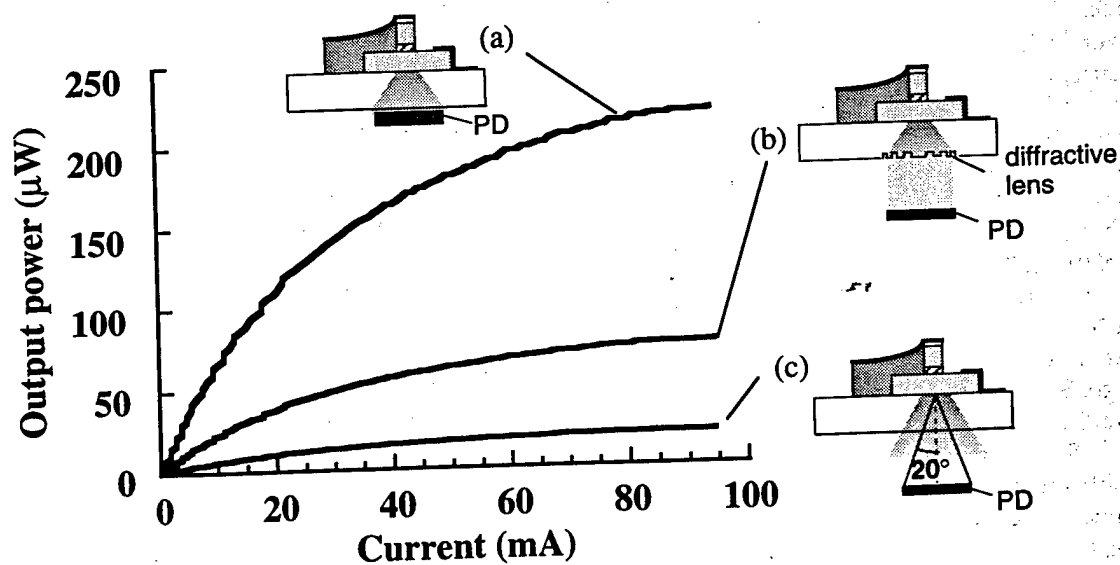 (a)
PD
(b)
diffractive
lens
PD
(c)
20°
PD
Output power (μW)
250
200
150
100
50
0
0 20 40 60 80 100
Current (mA)